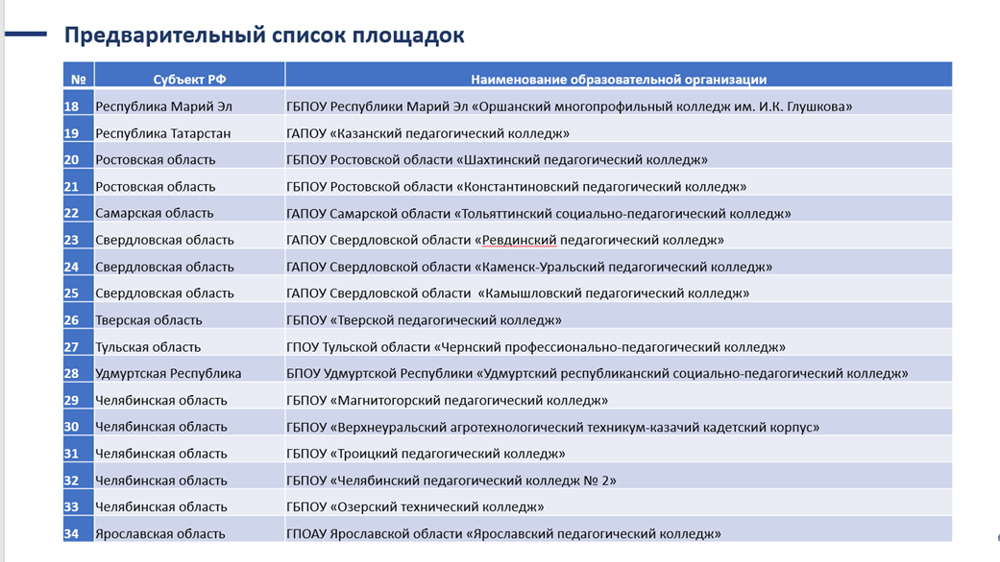 Предварительный список площадок
№ Субъект РФ Наименование образовательной организации
18 Республика Марий Эл ГБПОУ Республики Марий Эл «Оршанский многопрофильный колледж им. И.К. Глушкова»
19 Республика Татарстан ГАПОУ «Казанский педагогический колледж»
20 Ростовская область ГБПОУ Ростовской области «Шахтинский педагогический колледж»
21 Ростовская область ГБПОУ Ростовской области «Константиновский педагогический колледж»
22 Самарская область ГАПОУ Самарской области «Тольяттинский социально-педагогический колледж»
23 Свердловская область ГАПОУ Свердловской области «Ревдинский педагогический колледж»
24 Свердловская область ГАПОУ Свердловской области «Каменск-Уральский педагогический колледж»
25 Свердловская область ГАПОУ Свердловской области «Камышловский педагогический колледж»
26 Тверская область ГБПОУ «Тверской педагогический колледж»
27 Тульская область ГПОУ Тульской области «Чернский профессионально-педагогический колледж»
28 Удмуртская Республика БПОУ Удмуртской Республики «Удмуртский республиканский социально-педагогический колледж»
29 Челябинская область ГБПОУ «Магнитогорский педагогический колледж»
30 Челябинская область ГБПОУ «Верхнеуральский агротехнологический техникум-казачий кадетский корпус»
31 Челябинская область ГБПОУ «Троицкий педагогический колледж»
32 Челябинская область ГБПОУ «Челябинский педагогический колледж № 2»
33 Челябинская область ГБПОУ «Озерский технический колледж»
34 Ярославская область ГПОАУ Ярославской области «Ярославский педагогический колледж»